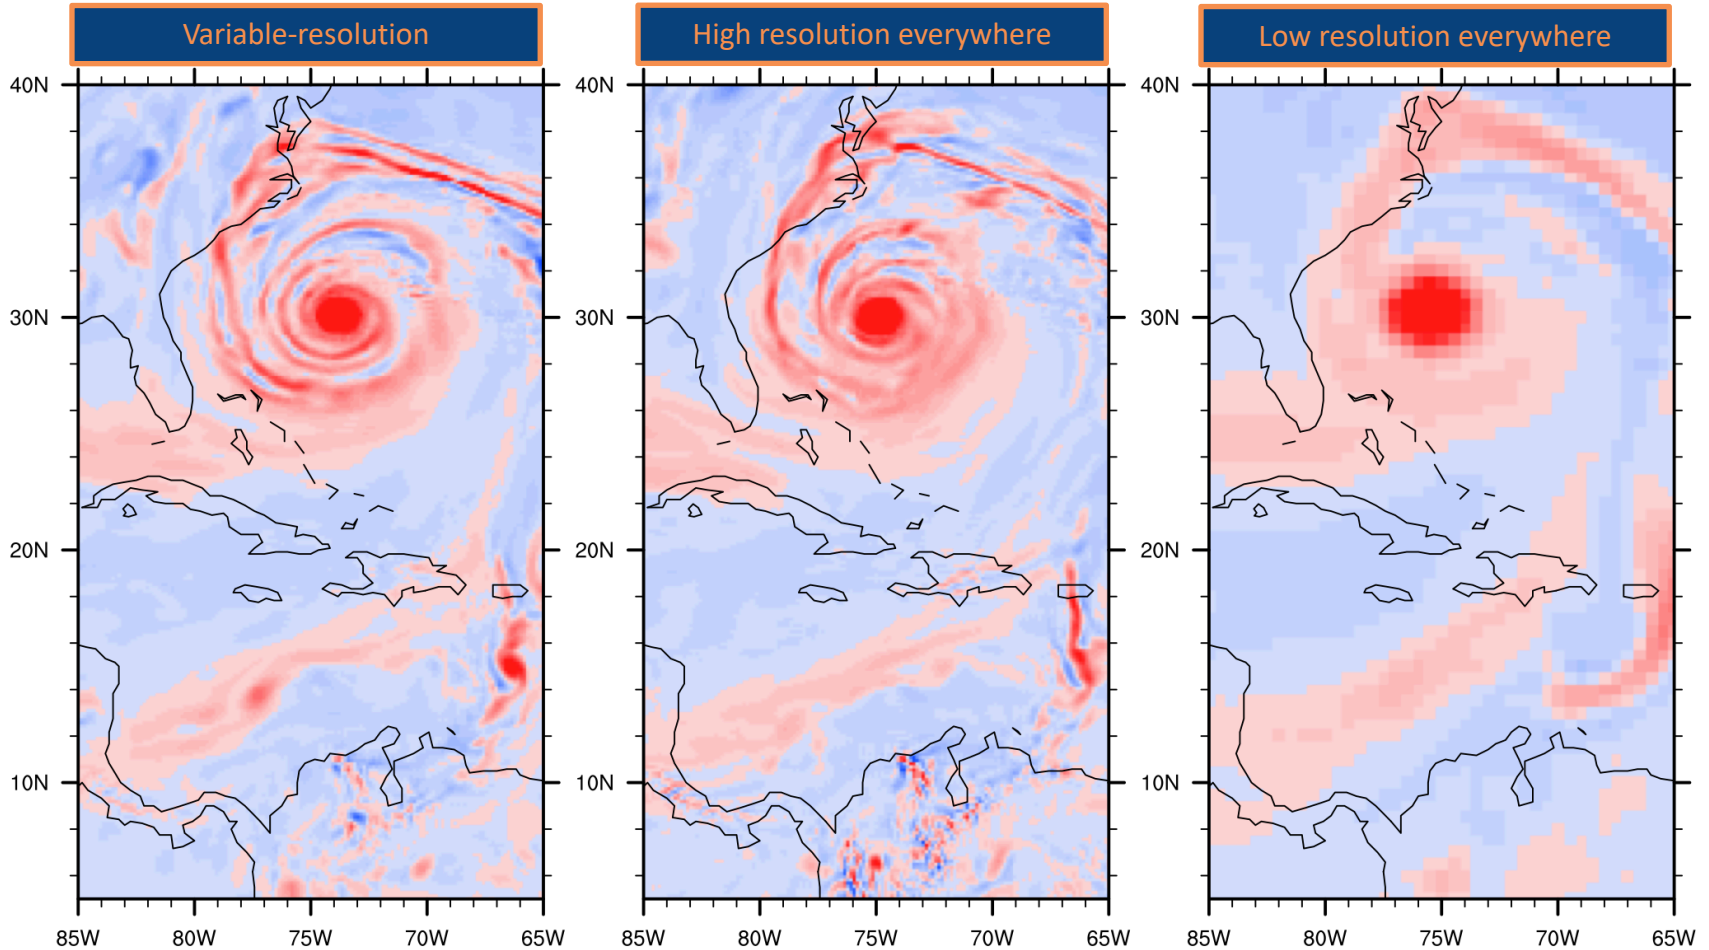 Variable-resolution
High resolution everywhere
Low resolution everywhere
40N
40N
40N
30N
30N
30N
20N
20N
20N
10N
10N
10N
85W 80W 75W 70W 65W
85W 80W 75W 70W 65W
85W 80W 75W 70W 65W